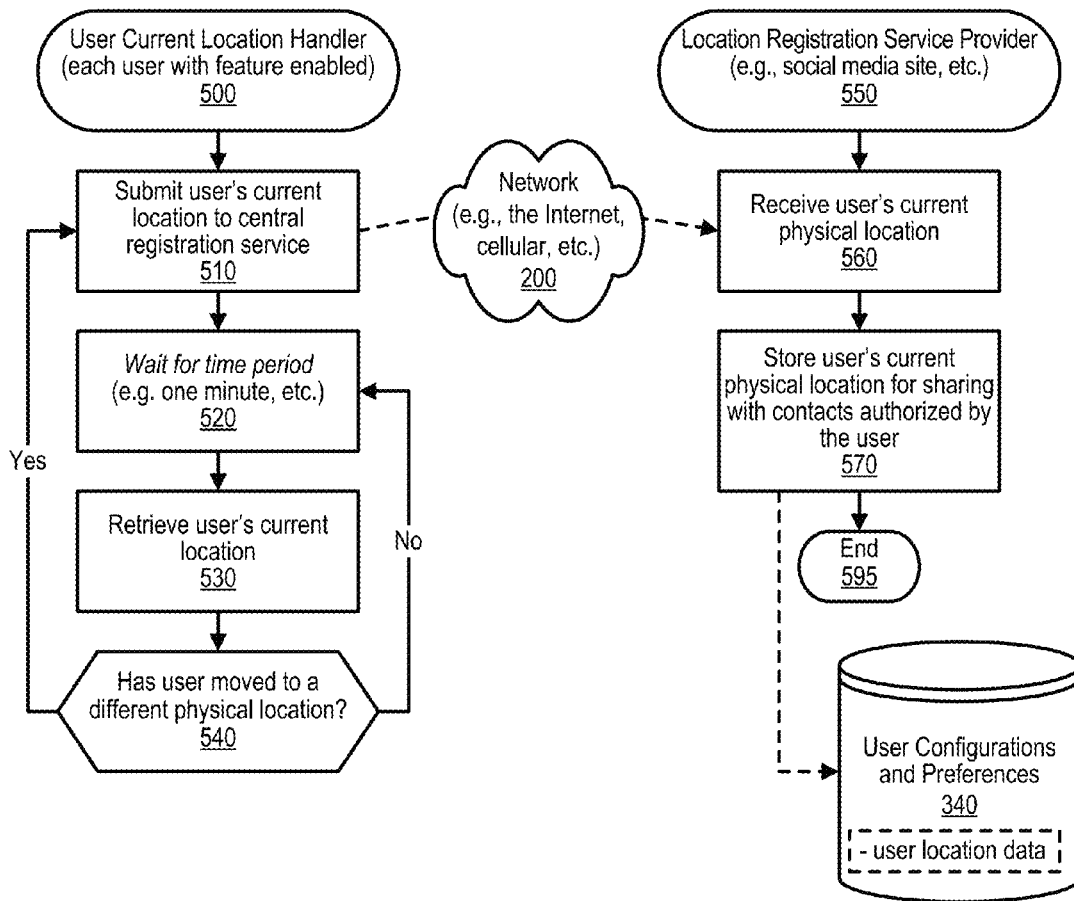 User Current Location Handler
(each user with feature enabled)
500
Submit user's current
location to central
registration service
510
Wait for time period
(e.g. one minute, etc.)
520
Retrieve user's current
location
530
Has user moved to a
different physical location?
540
Yes
No
Network
(e.g., the Internet,
cellular, etc.)
200
Location Registration Service Provider
(e.g., social media site, etc.)
550
Receive user's current
physical location
560
Store user's current
physical location for sharing
with contacts authorized by
the user
570
End
595
User Configurations
and Preferences
340
- user location data